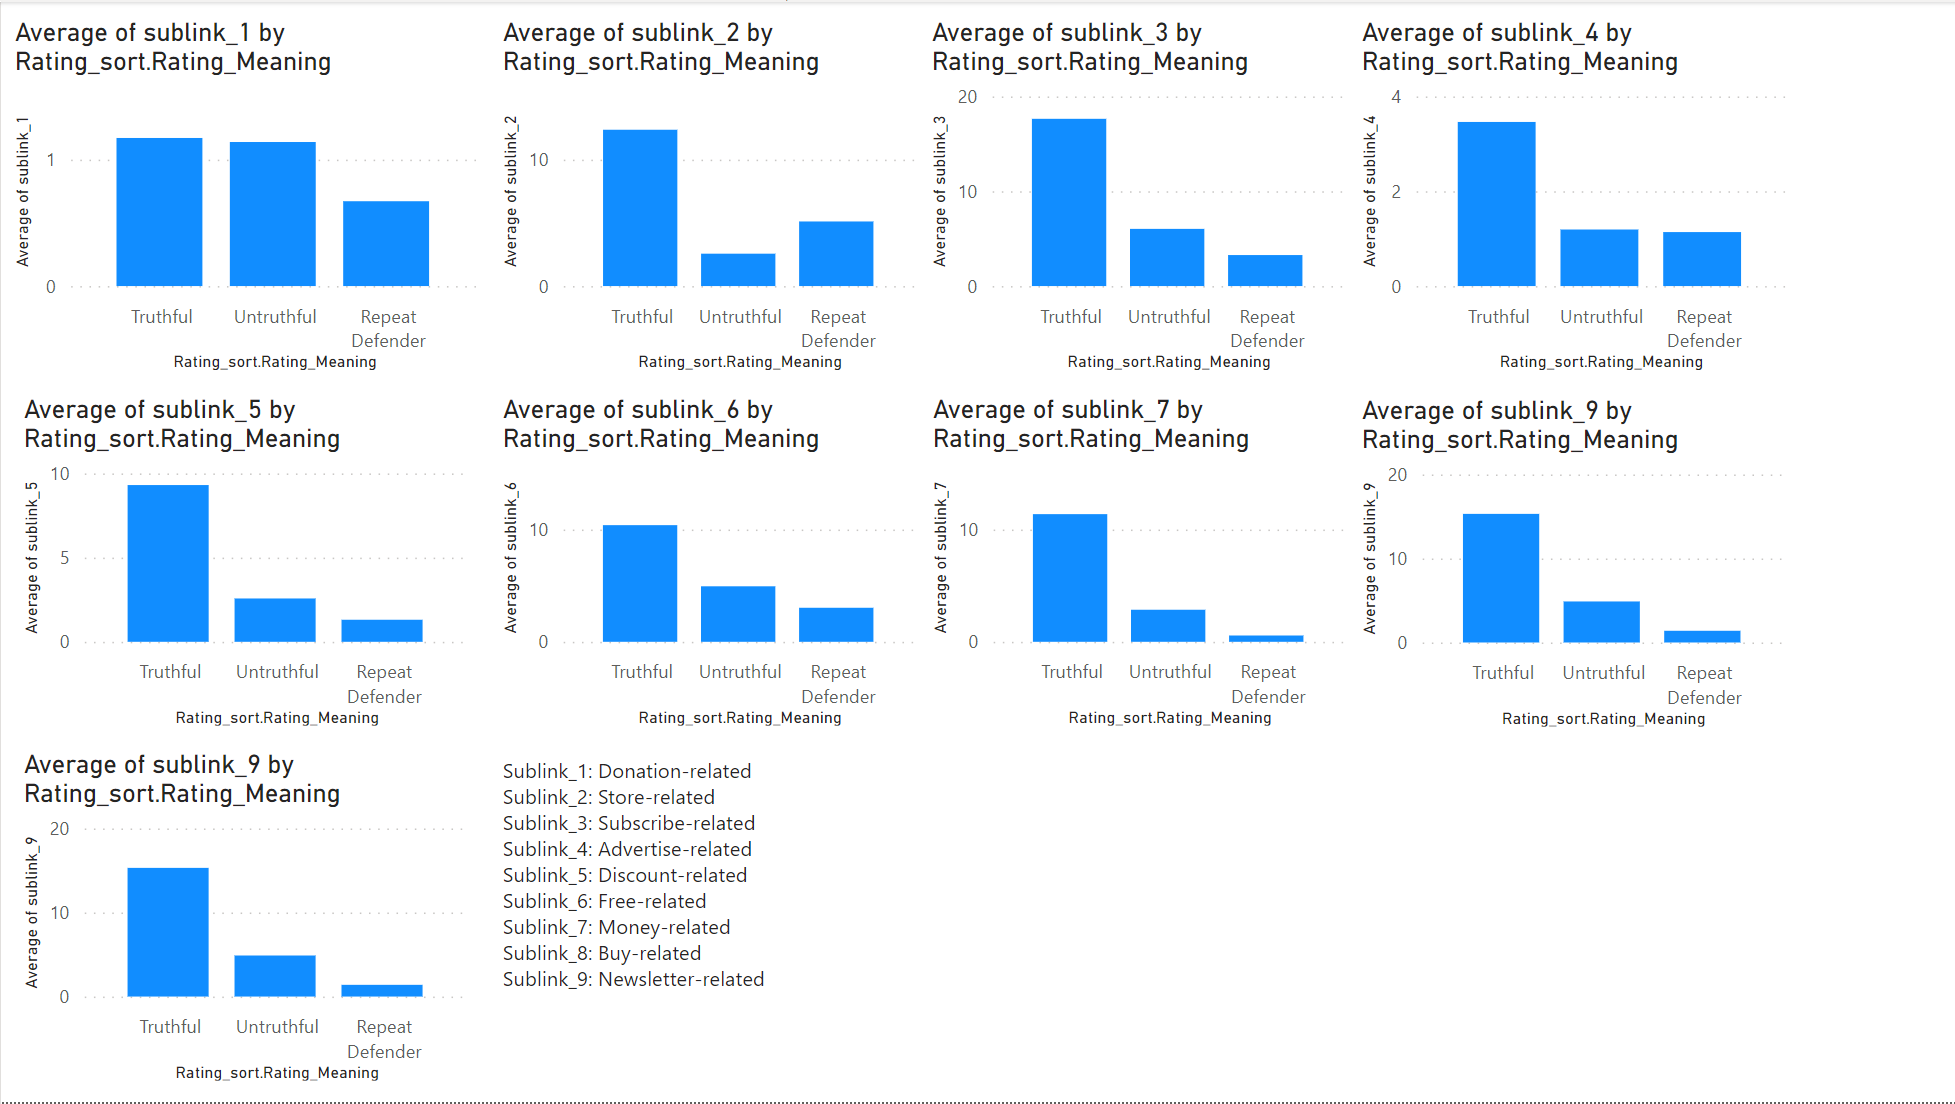 Average of sublink_1 by
Rating_sort.Rating_Meaning
Average of sublink_1
1
0
Truthful
Untruthful
Repeat
Defender
Rating_sort.Rating_Meaning
Average of sublink_2 by
Rating_sort.Rating_Meaning
Average of sublink_2
10
0
Truthful
Untruthful
Repeat
Defender
Rating_sort.Rating_Meaning
Average of sublink_3 by
Rating_sort.Rating_Meaning
Average of sublink_3
20
10
0
Truthful
Untruthful
Repeat
Defender
Rating_sort.Rating_Meaning
Average of sublink_4 by
Rating_sort.Rating_Meaning
Average of sublink_4
4
2
0
Truthful
Untruthful
Repeat
Defender
Rating_sort.Rating_Meaning
Average of sublink_5 by
Rating_sort.Rating_Meaning
Average of sublink_5
10
5
0
Truthful
Untruthful
Repeat
Defender
Rating_sort.Rating_Meaning
Average of sublink_6 by
Rating_sort.Rating_Meaning
Average of sublink_6
10
0
Truthful
Untruthful
Repeat
Defender
Rating_sort.Rating_Meaning
Average of sublink_7 by
Rating_sort.Rating_Meaning
Average of sublink_7
10
0
Truthful
Untruthful
Repeat
Defender
Rating_sort.Rating_Meaning
Average of sublink_9 by
Rating_sort.Rating_Meaning
Average of sublink_9
20
10
0
Truthful
Untruthful
Repeat
Defender
Rating_sort.Rating_Meaning
Average of sublink_9 by
Rating_sort.Rating_Meaning
Average of sublink_9
20
10
0
Truthful
Untruthful
Repeat
Defender
Rating_sort.Rating_Meaning
Sublink_1: Donation-related
Sublink_2: Store-related
Sublink_3: Subscribe-related
Sublink_4: Advertise-related
Sublink_5: Discount-related
Sublink_6: Free-related
Sublink_7: Money-related
Sublink_8: Buy-related
Sublink_9: Newsletter-related